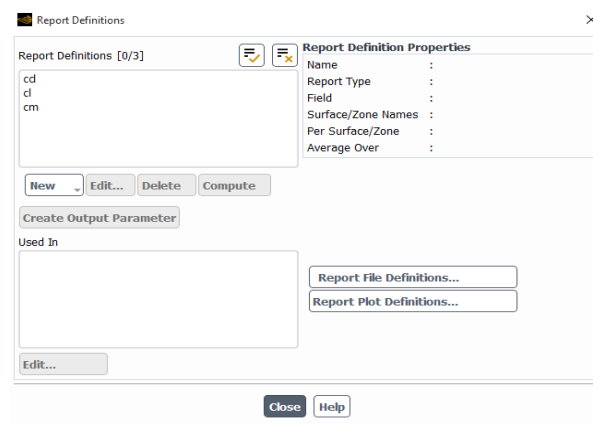 Report Definitions
Report Definitions [0/3]
cd
cl
cm
New
Edit...
Delete
Compute
Create Output Parameter
Used In
Edit...
Report Definition Properties
Name :
Report Type :
Field :
Surface/Zone Names :
Per Surface/Zone :
Average Over :
Report File Definitions...
Report Plot Definitions...
Close
Help